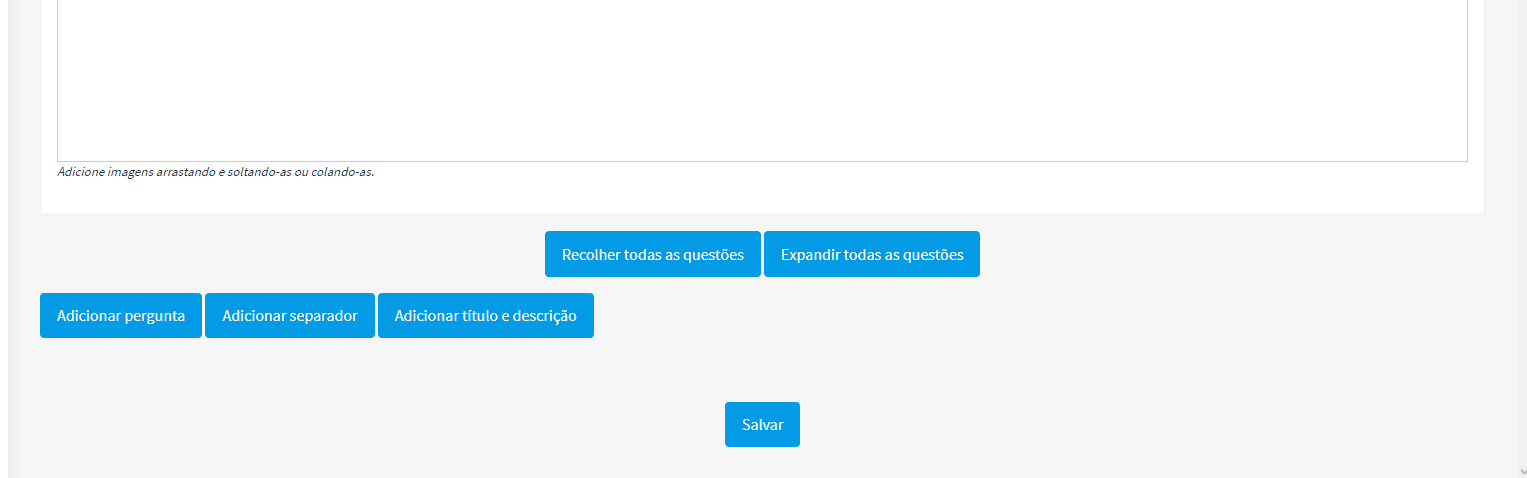 Adicione imagens arrastando e soltando-as ou colando-as.
Recolher todas as questões Expandir todas as questões
Adicionar pergunta Adicionar separador Adicionar título e descrição
Salvar